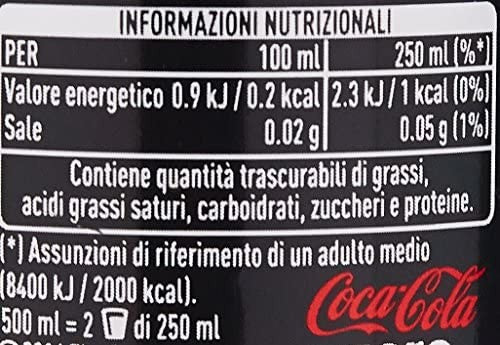 INFORMAZIONI NUTRIZIONALI
PER 100 ml 250 ml (%*)
Valore energetico 0.9 kJ / 0.2 kcal 2.3 kJ / 1 kcal (0%)
Sale 0.02 g 0.05 g (1%)
Contiene quantità trascurabili di grassi,
acidi grassi saturi, carboidrati, zuccheri e proteine.
(*) Assunzioni di riferimento di un adulto medio
(8400 kJ / 2000 kcal).
500 ml = 2 di 250 ml
Coca-Cola